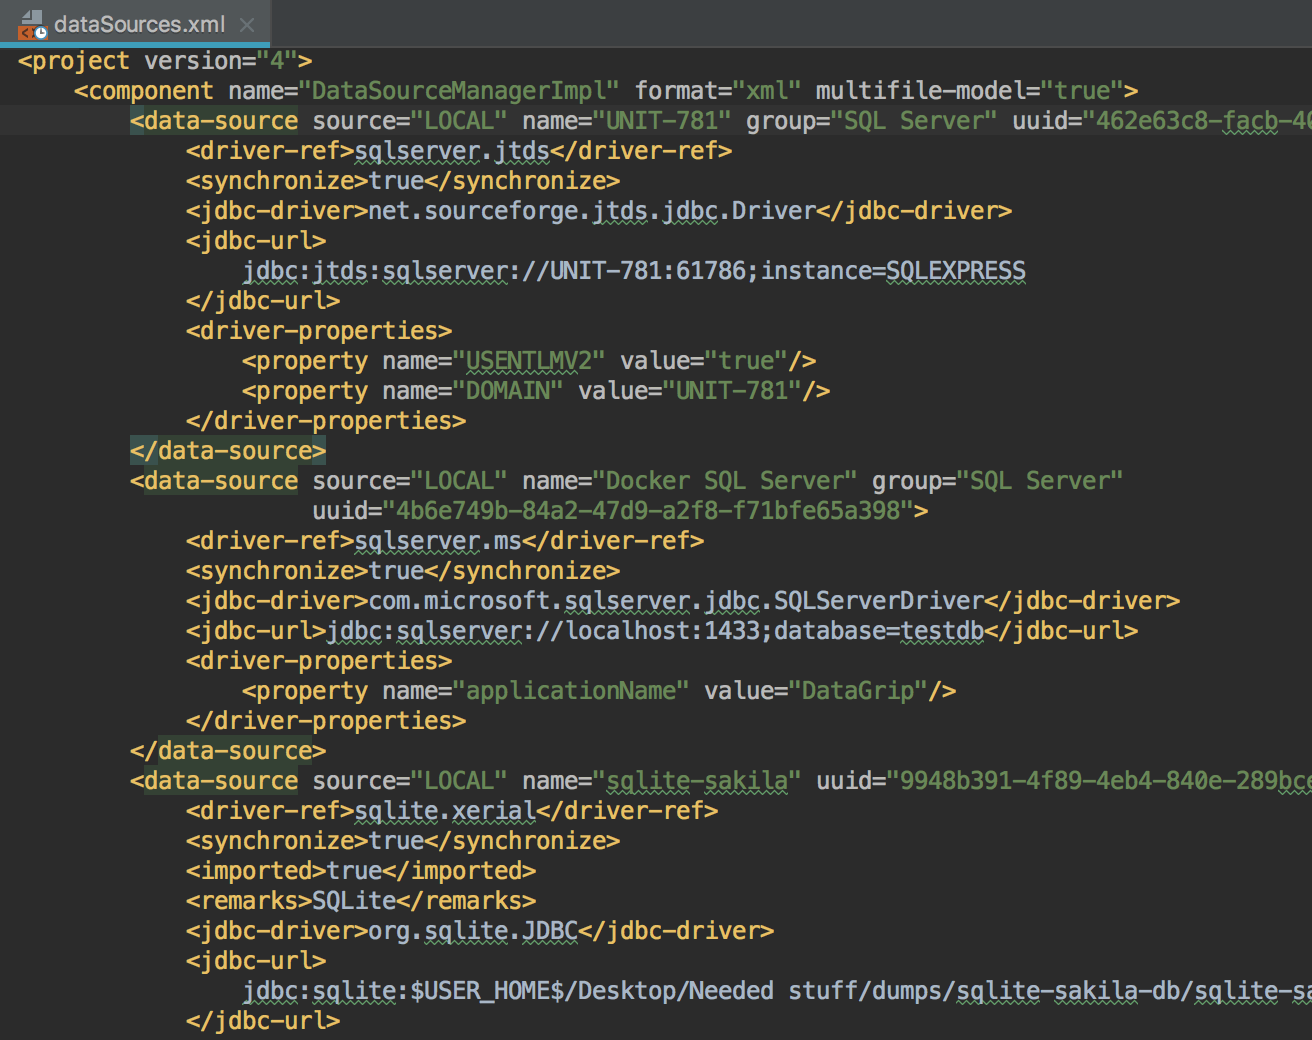 dataSources.xml
<project version="4">
<component name="DataSourceManagerImpl" format="xml" multifile-model="true">
<data-source source="LOCAL" name="UNIT-781" group="SQL Server" uuid="462e63c8-facb-40
<driver-ref>sqlserver.jtds</driver-ref>
<synchronize>true</synchronize>
<jdbc-driver>net.sourceforge.jtds.jdbc.Driver</jdbc-driver>
<jdbc-url>
jdbc:jtds:sqlserver://UNIT-781:61786;instance=SQLEXPRESS
</jdbc-url>
<driver-properties>
<property name="USENTLMV2" value="true"/>
<property name="DOMAIN" value="UNIT-781"/>
</driver-properties>
</data-source>
<data-source source="LOCAL" name="Docker SQL Server" group="SQL Server"
uuid="4b6e749b-84a2-47d9-a2f8-f71bfe65a398">
<driver-ref>sqlserver.ms</driver-ref>
<synchronize>true</synchronize>
<jdbc-driver>com.microsoft.sqlserver.jdbc.SQLServerDriver</jdbc-driver>
<jdbc-url>jdbc:sqlserver://localhost:1433;database=testdb</jdbc-url>
<driver-properties>
<property name="applicationName" value="DataGrip"/>
</driver-properties>
</data-source>
<data-source source="LOCAL" name="sqlite-sakila" uuid="9948b391-4f89-4eb4-840e-289bce
<driver-ref>sqlite.xerial</driver-ref>
<synchronize>true</synchronize>
<imported>true</imported>
<remarks>SQLite</remarks>
<jdbc-driver>org.sqlite.JDBC</jdbc-driver>
<jdbc-url>
jdbc:sqlite:$USER_HOME$/Desktop/Needed stuff/dumps/sqlite-sakila-db/sqlite-sa
</jdbc-url>